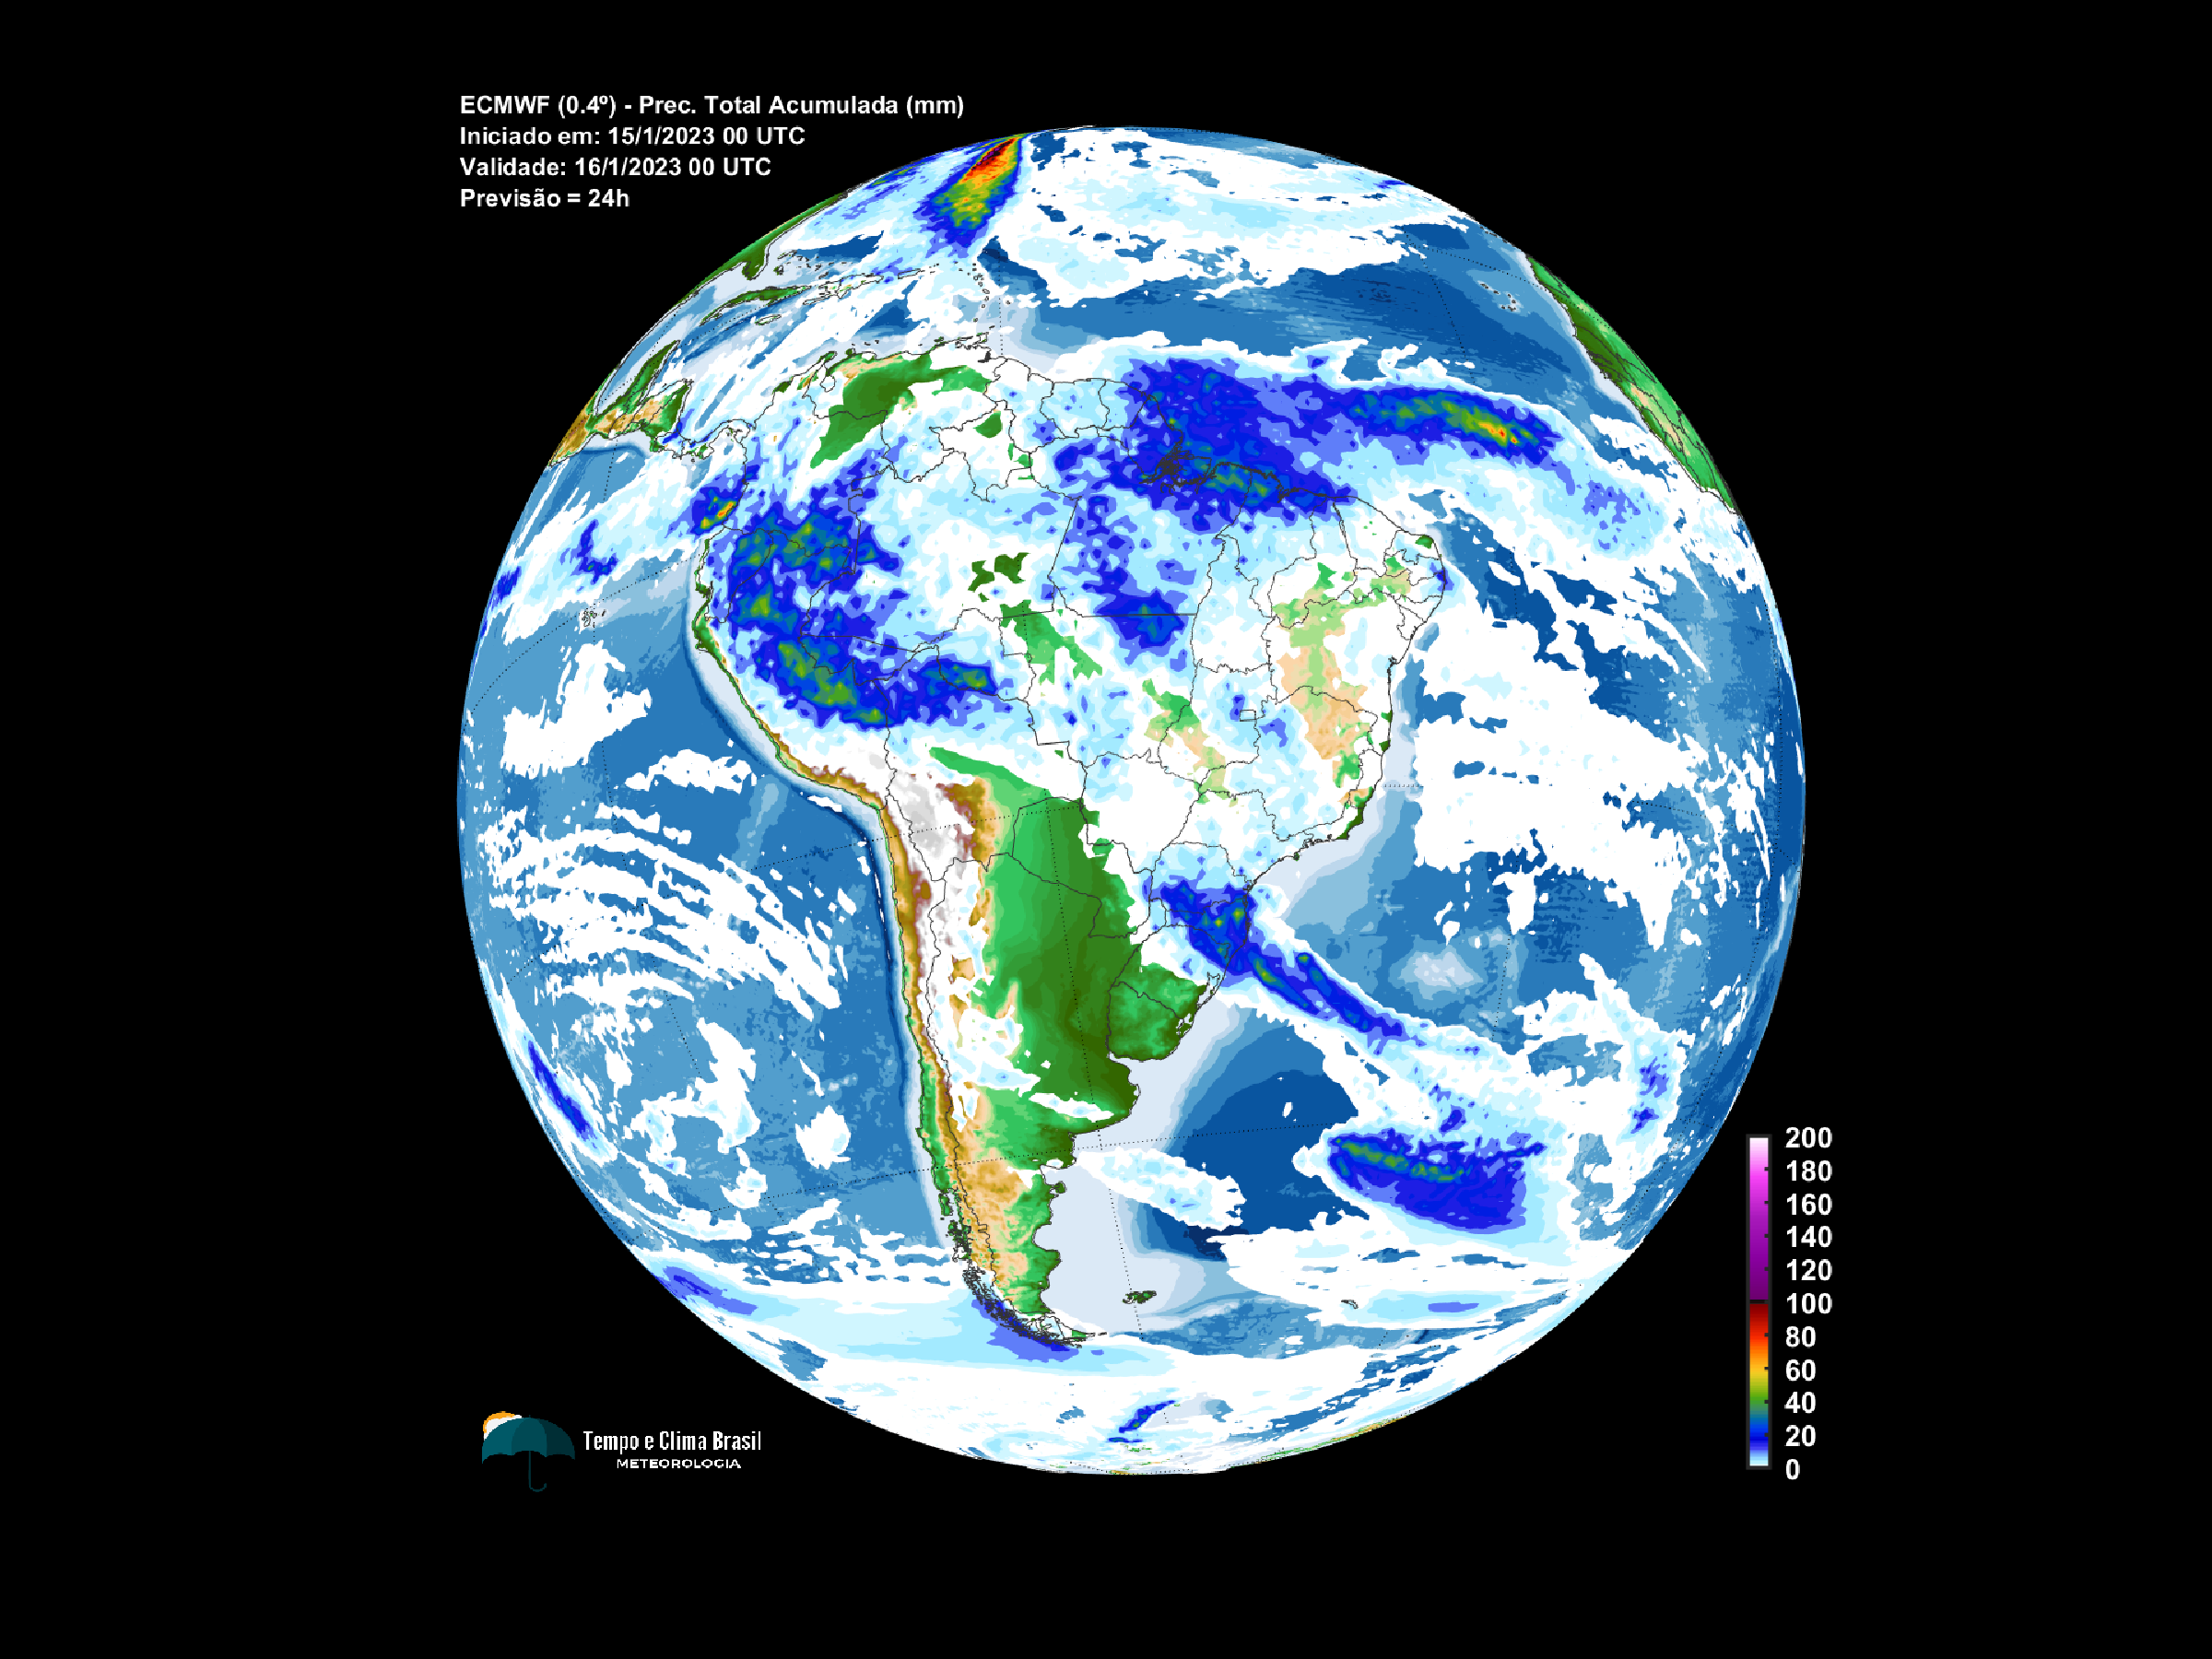 ECMWF (0.4º) - Prec. Total Acumulada (mm)
Iniciado em: 15/1/2023 00 UTC
Validade: 16/1/2023 00 UTC
Previsão = 24h
200
180
160
140
120
100
80
60
40
20
0
Tempo e Clima Brasil
METEOROLOGIA